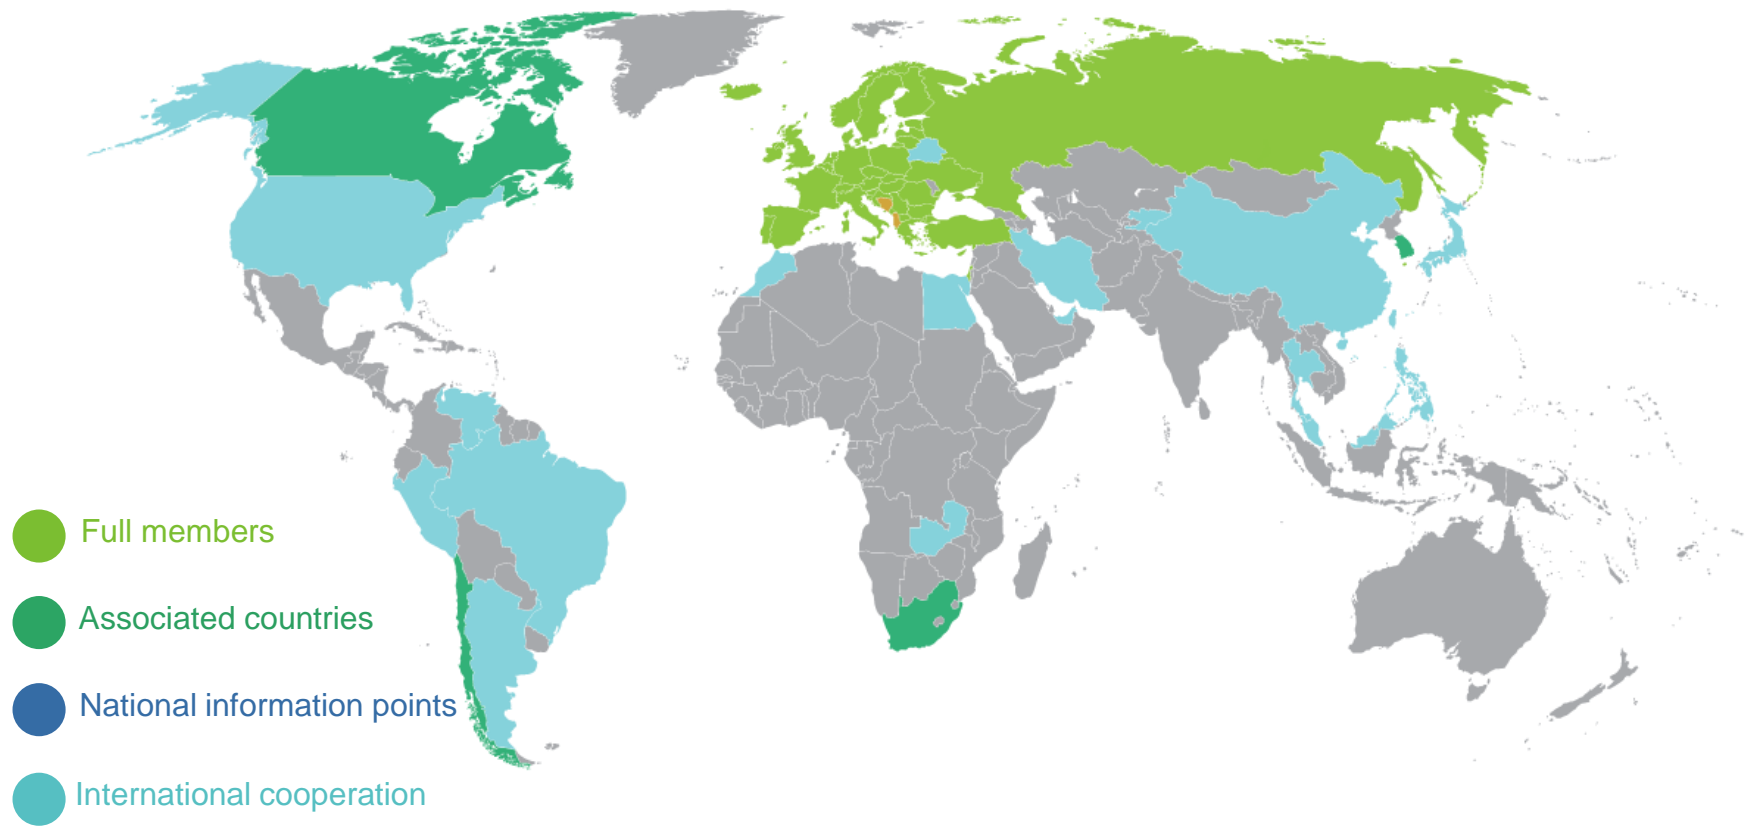 Full members
Associated countries
National information points
International cooperation